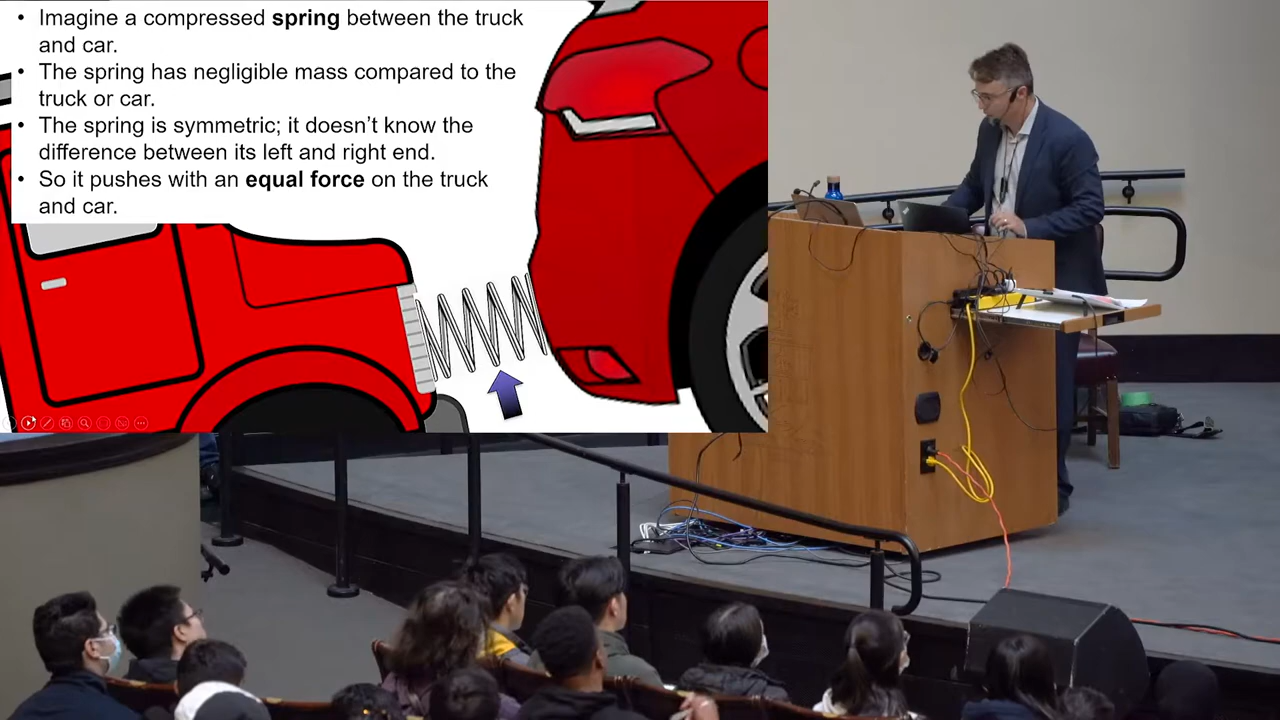 • Imagine a compressed spring between the truck
and car.
• The spring has negligible mass compared to the
truck or car.
• The spring is symmetric; it doesn’t know the
difference between its left and right end.
• So it pushes with an equal force on the truck
and car.